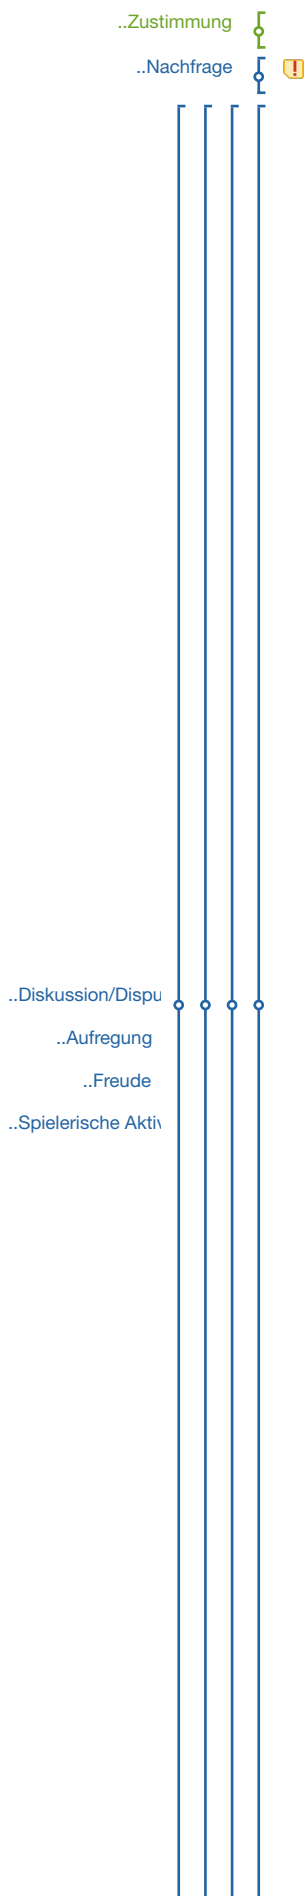 ..Zustimmung
..Nachfrage
..Diskussion/Dispu
..Aufregung
..Freude
..Spielerische Aktiv